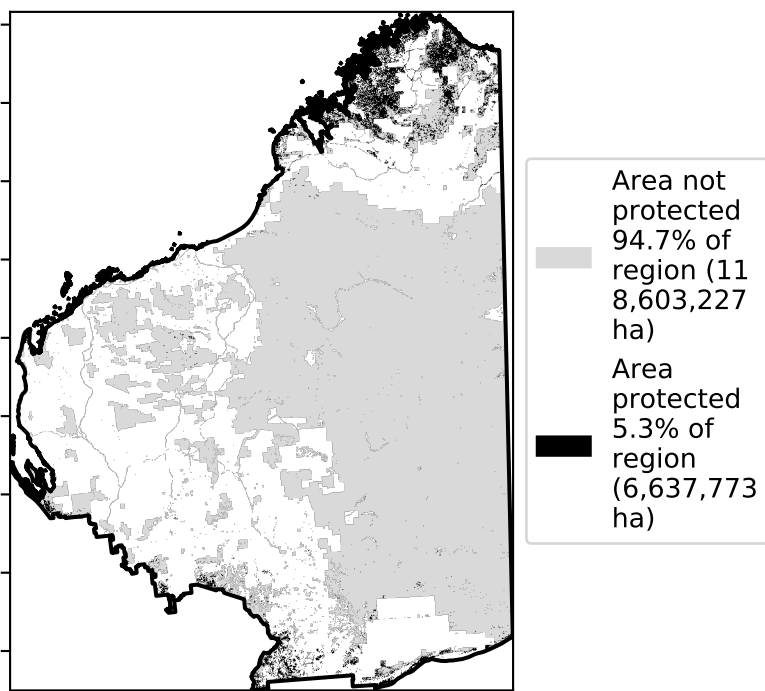 Area not
protected
94.7% of
region (11
8,603,227
ha)
Area
protected
5.3% of
region
(6,637,773
ha)